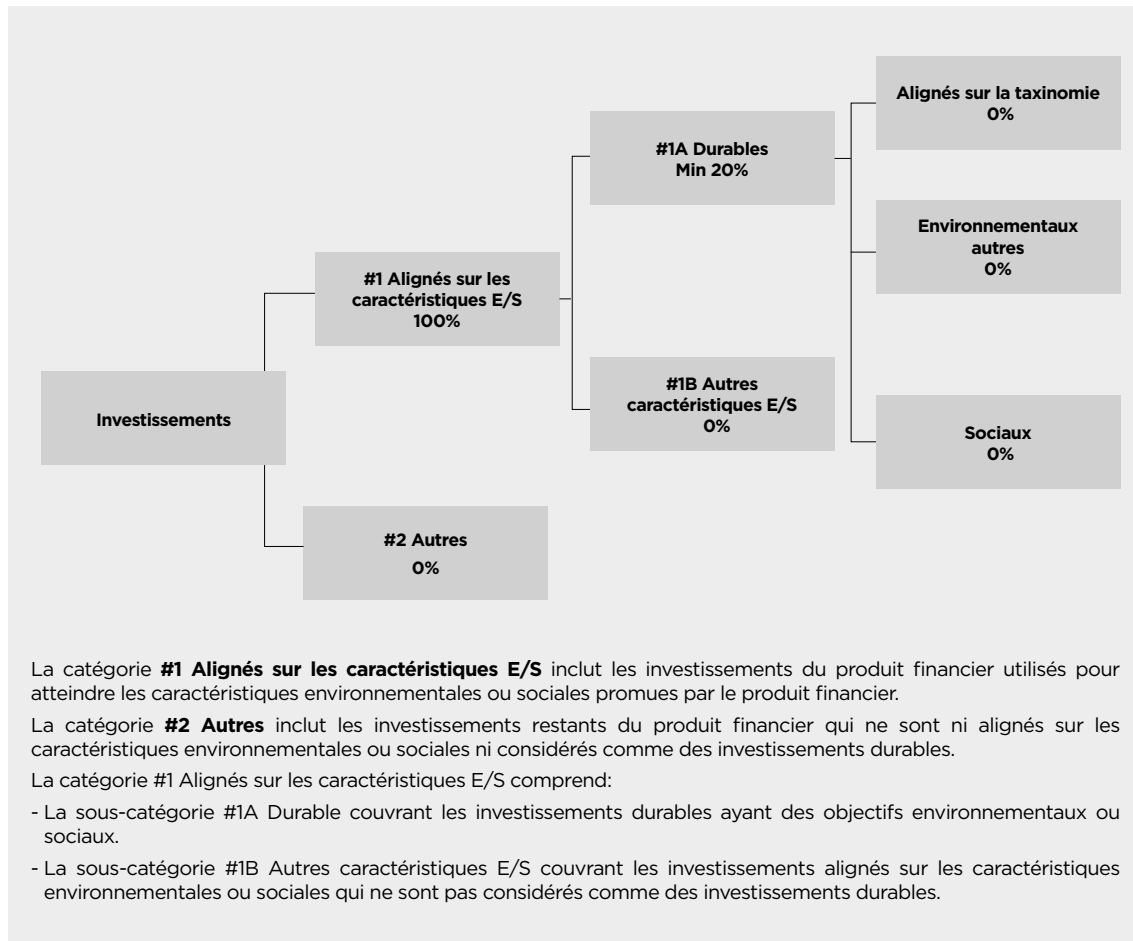 Alignés sur la taxinomie
0%
#1A Durables
Min 20%
Environnementaux
autres
0%
#1 Alignés sur les
caractéristiques E/S
100%
#1B Autres
caractéristiques E/S
0%
Investissements
Sociaux
0%
#2 Autres
0%
La catégorie #1 Alignés sur les caractéristiques E/S inclut les investissements du produit financier utilisés pour
atteindre les caractéristiques environnementales ou sociales promues par le produit financier.
La catégorie #2 Autres inclut les investissements restants du produit financier qui ne sont ni alignés sur les
caractéristiques environnementales ou sociales ni considérés comme des investissements durables.
La catégorie #1 Alignés sur les caractéristiques E/S comprend:
- La sous-catégorie #1A Durable couvrant les investissements durables ayant des objectifs environnementaux ou
sociaux.
- La sous-catégorie #1B Autres caractéristiques E/S couvrant les investissements alignés sur les caractéristiques
environnementales ou sociales qui ne sont pas considérés comme des investissements durables.